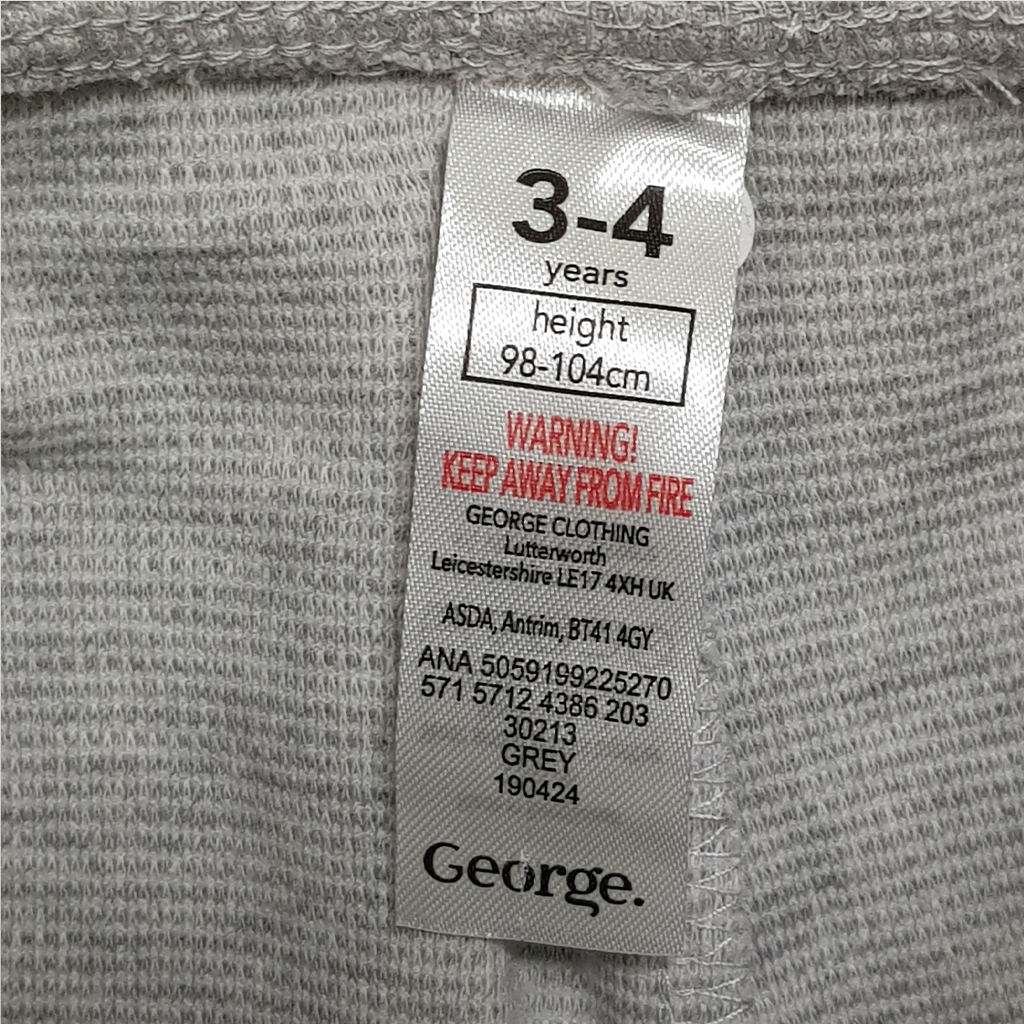 3-4
years
height
98-104cm
WARNING!
KEEP AWAY FROM FIRE
GEORGE CLOTHING
Lutterworth
Leicestershire LE17 4XH UK
ASDA, Antrim, BT41 4GY
ANA 5059199225270
571 5712 4386 203
30213
GREY
190424
George.